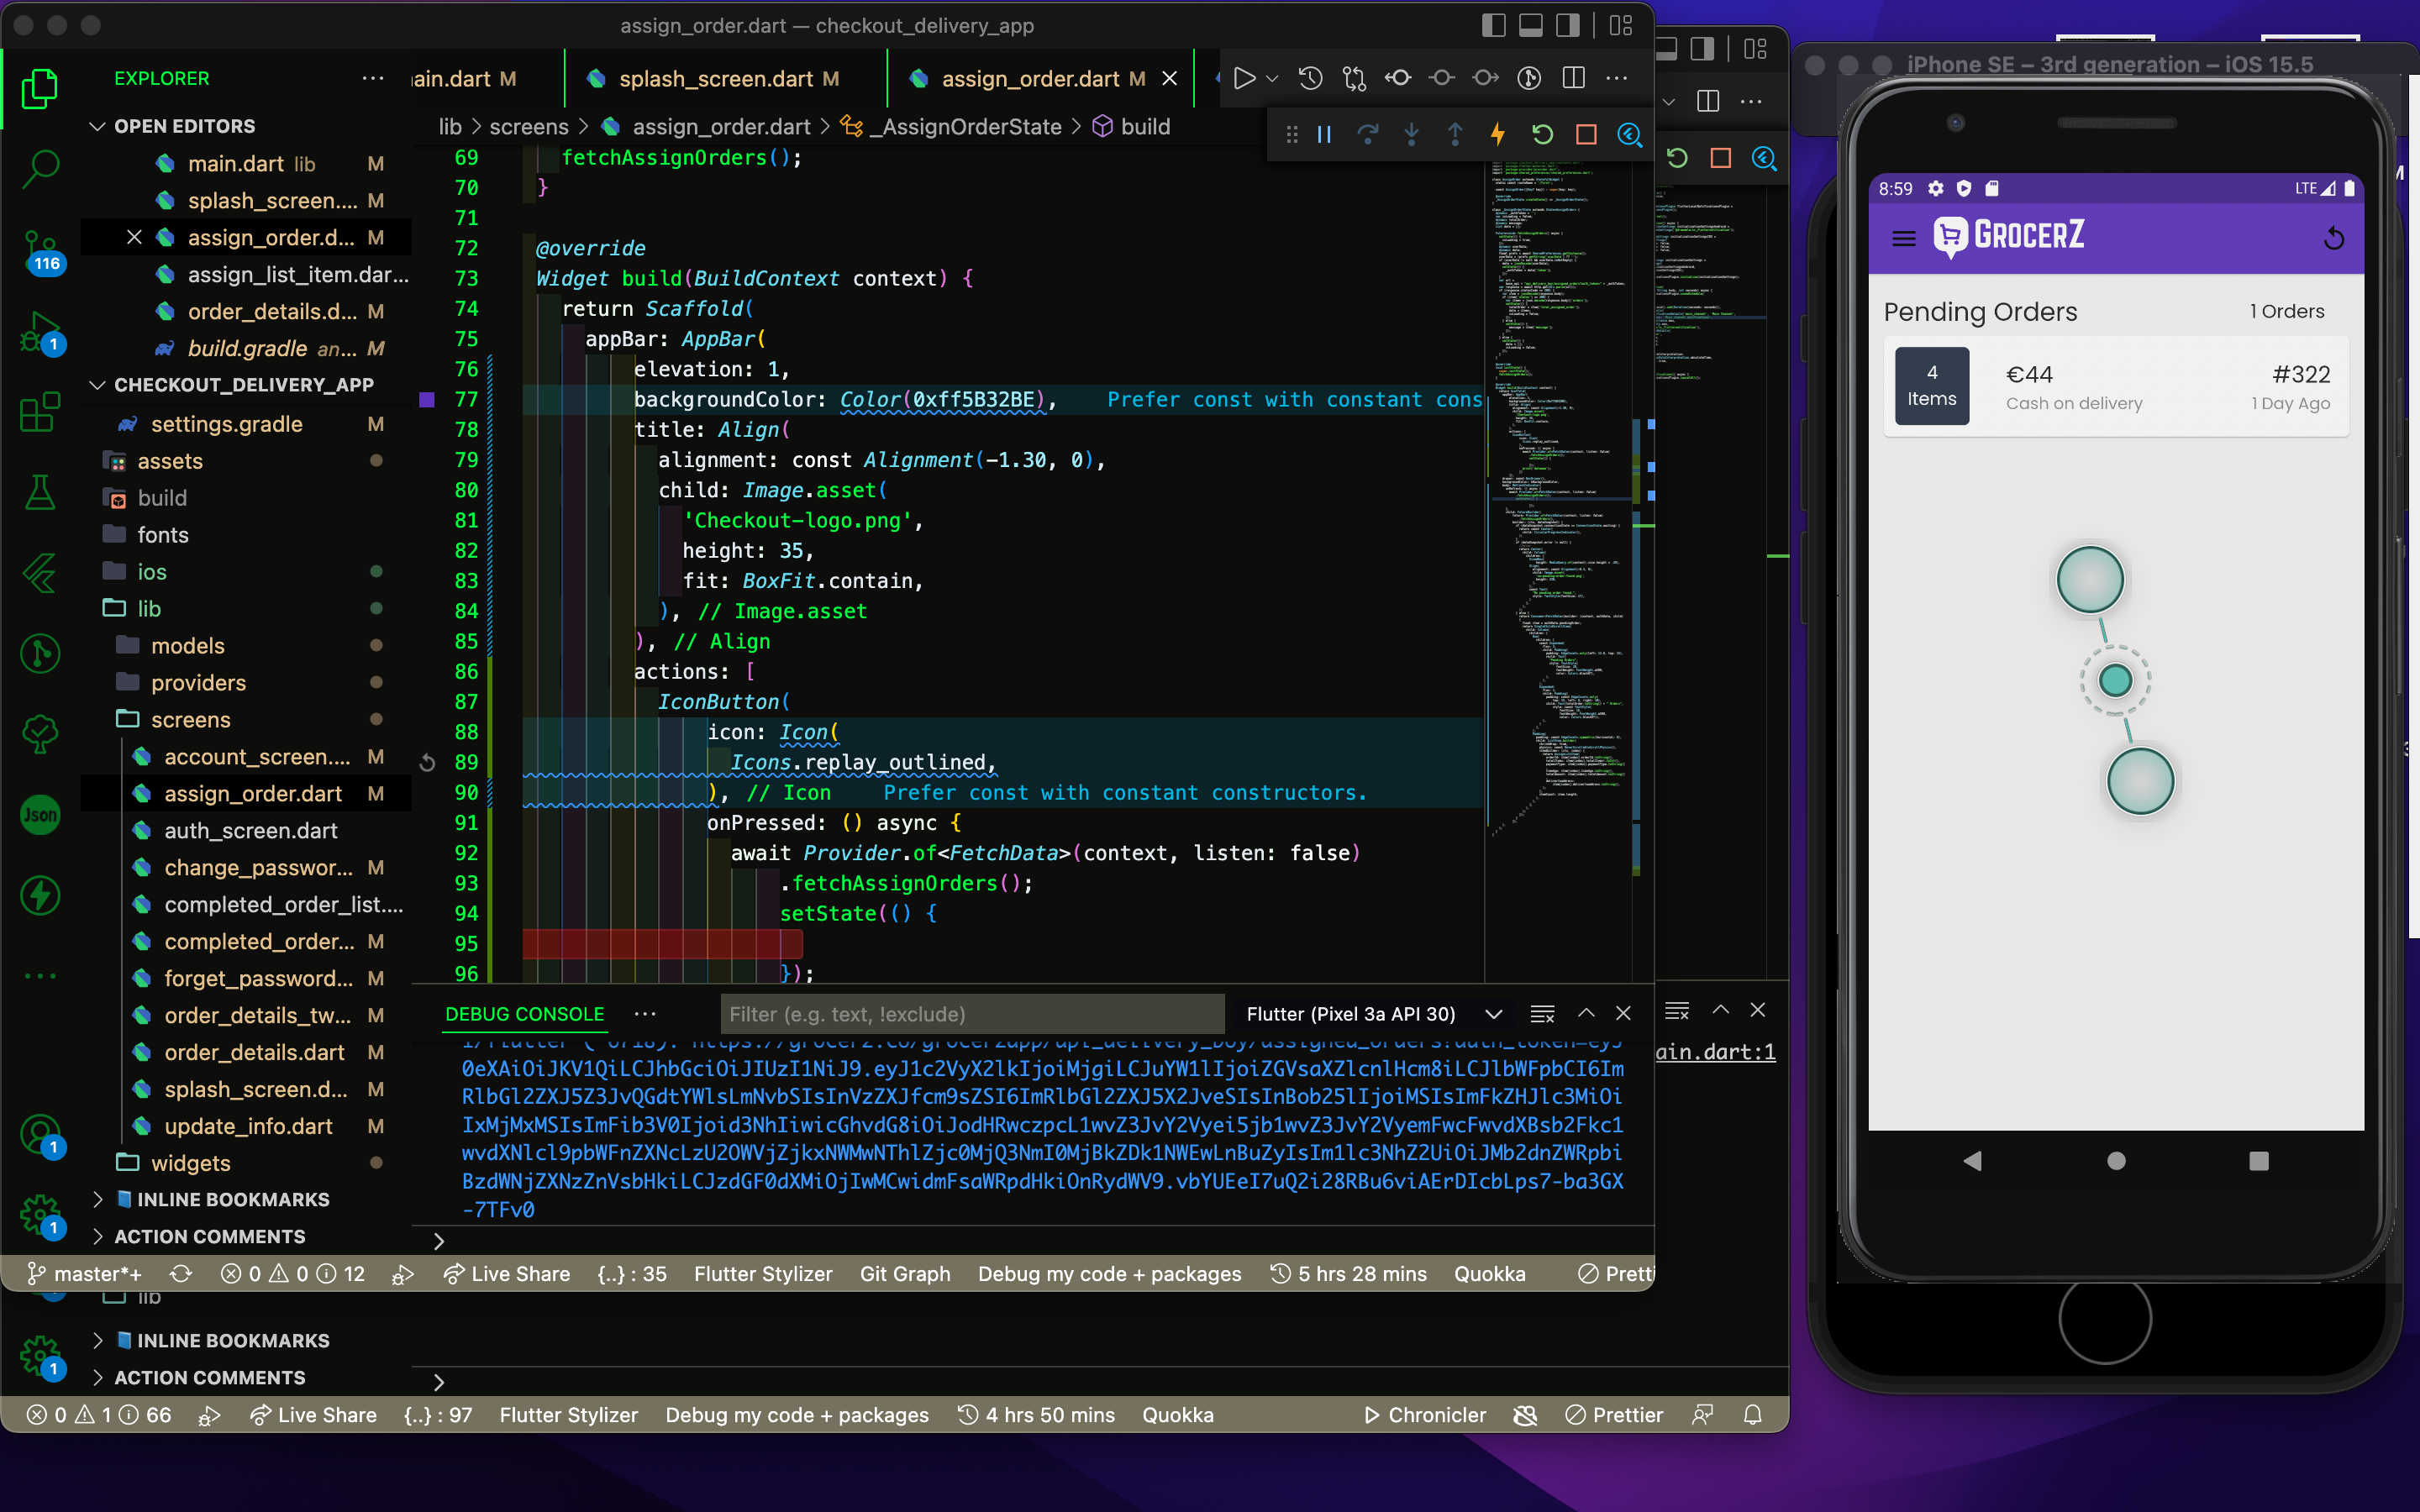 assign_order.dart — checkout_delivery_app
EXPLORER
OPEN EDITORS
main.dart lib M
splash_screen.... M
assign_order.d... M
assign_list_item.dar...
order_details.d... M
build.gradle an... M
CHECKOUT_DELIVERY_APP
settings.gradle M
assets
build
fonts
ios
lib
models
providers
screens
account_screen.... M
assign_order.dart M
auth_screen.dart
change_passwor... M
completed_order_list....
completed_order... M
forget_password... M
order_details_tw... M
order_details.dart M
splash_screen.d... M
update_info.dart M
widgets
INLINE BOOKMARKS
ACTION COMMENTS
116
1
Json
1
1
ain.dart M
splash_screen.dart M
assign_order.dart M
lib > screens > assign_order.dart > _AssignOrderState > build
69 fetchAssignOrders();
70 }
71
72 @override
73 Widget build(BuildContext context) {
74 return Scaffold(
75 appBar: AppBar(
76 elevation: 1,
77 backgroundColor: Color(0xff5B32BE), Prefer const with constant cons
78 title: Align(
79 alignment: const Alignment(-1.30, 0),
80 child: Image.asset(
81 'Checkout-logo.png',
82 height: 35,
83 fit: BoxFit.contain,
84 ), // Image.asset
85 ), // Align
86 actions: [
87 IconButton(
88 icon: Icon(
89 Icons.replay_outlined,
90 ), // Icon Prefer const with constant constructors.
91 onPressed: () async {
92 await Provider.of<FetchData>(context, listen: false)
93 .fetchAssignOrders();
94 setState(() {
95
96 });
DEBUG CONSOLE
Filter (e.g. text, !exclude)
Flutter (Pixel 3a API 30)
0eXAiOiJKV1QiLCJhbGciOiJIUzI1NiJ9.eyJ1c2VyX2lkIjoiMjgiLCJuYW1lIjoiZGVsaXZlcnlHcm8iLCJlbWFpbCI6Im
RlbGl2ZXJ5Z3JvQGdtYWlsLmNvbSIsInVzZXJfcm9sZSI6ImRlbGl2ZXJ5X2JveSIsInBob25lIjoiMSIsImFkZHJlc3MiOi
IxMjMxMSIsImFib3V0Ijoid3NhIiwicGhvdG8iOiJodHRwczpcL1wvZ3JvY2Vyei5jb1wvZ3JvY2VyemFwcFwvdXBsb2Fkc1
wvdXNlcl9pbWFnZXNcLzU2OWVjZjkxNWMwNThlZjc0MjQ3NmI0MjBkZDk1NWEwLnBuZyIsIm1lc3NhZ2UiOiJMb2dnZWRpbi
BzdWNjZXNzZnVsbHkiLCJzdGF0dXMiOjIwMCwidmFsaWRpdHkiOnRydWV9.vbYUEeI7uQ2i28RBu6viAErDIcbLps7-ba3GX
-7TFv0
ain.dart:1
master*+ 0 0 12 Live Share {..} : 35 Flutter Stylizer Git Graph Debug my code + packages 5 hrs 28 mins Quokka Pretti
lib
INLINE BOOKMARKS
ACTION COMMENTS
1
0 1 66 Live Share {..} : 97 Flutter Stylizer Debug my code + packages 4 hrs 50 mins Quokka Chronicler Prettier
iPhone SE – 3rd generation – iOS 15.5
8:59 LTE
GROCERZ
Pending Orders 1 Orders
4
Items
€44 #322
Cash on delivery 1 Day Ago